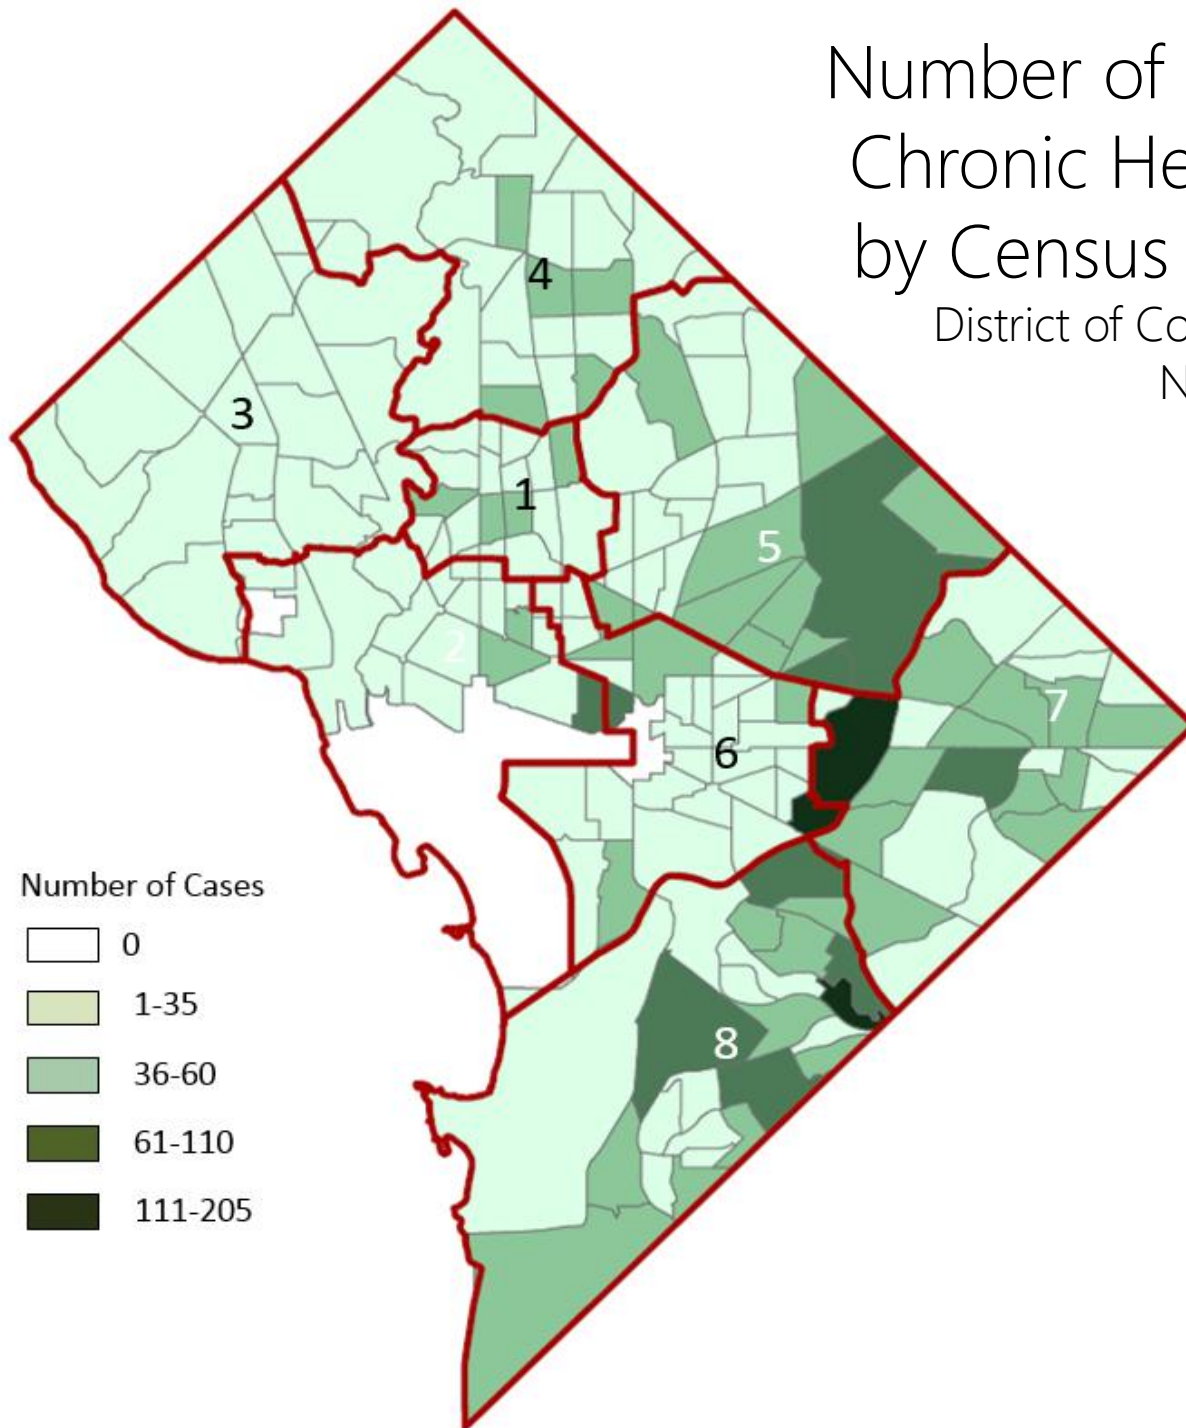 Number of
Chronic He
by Census
District of Co
N
4
3
1
5
2
7
6
8
Number of Cases
0
1-35
36-60
61-110
111-205